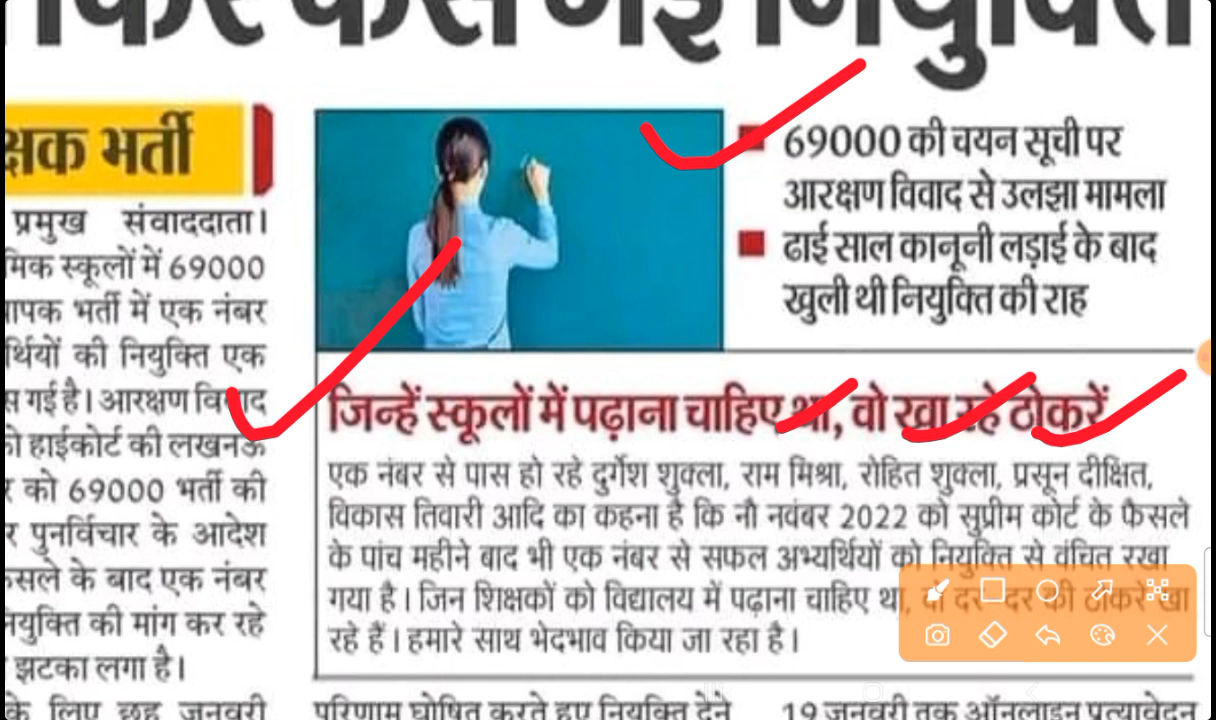 फिर फंस गई नियुक्ति
क्षक भर्ती
प्रमुख संवाददाता।
मिक स्कूलों में 69000
यापक भर्ती में एक नंबर
र्थियों की नियुक्ति एक
स गई है। आरक्षण विवाद
हाईकोर्ट की लखनऊ
को 69000 भर्ती की
पुनर्विचार के आदेश
के बाद एक नंबर
नियुक्ति की मांग कर रहे
झटका लगा है।
के लिए छह जनवरी
69000 की चयन सूची पर
आरक्षण विवाद से उलझा मामला
ढाई साल कानूनी लड़ाई के बाद
खुली थी नियुक्ति की राह
जिन्हें स्कूलों में पढ़ाना चाहिए था, वो खा रहे ठोकरें
एक नंबर से पास हो रहे दुर्गेश शुक्ला, राम मिश्रा, रोहित शुक्ला, प्रसून दीक्षित,
विकास तिवारी आदि का कहना है कि नौ नवंबर 2022 को सुप्रीम कोर्ट के फैसले
के पांच महीने बाद भी एक नंबर से सफल अभ्यर्थियों को नियुक्ति से वंचित रखा
गया है। जिन शिक्षकों को विद्यालय में पढ़ाना चाहिए था, वो दर-दर की ठोकरें खा
रहे हैं। हमारे साथ भेदभाव किया जा रहा है।
परिणाम घोषित करते हुए नियुक्ति देने
19 जनवरी तक ऑनलाइन प्रत्यावेदन